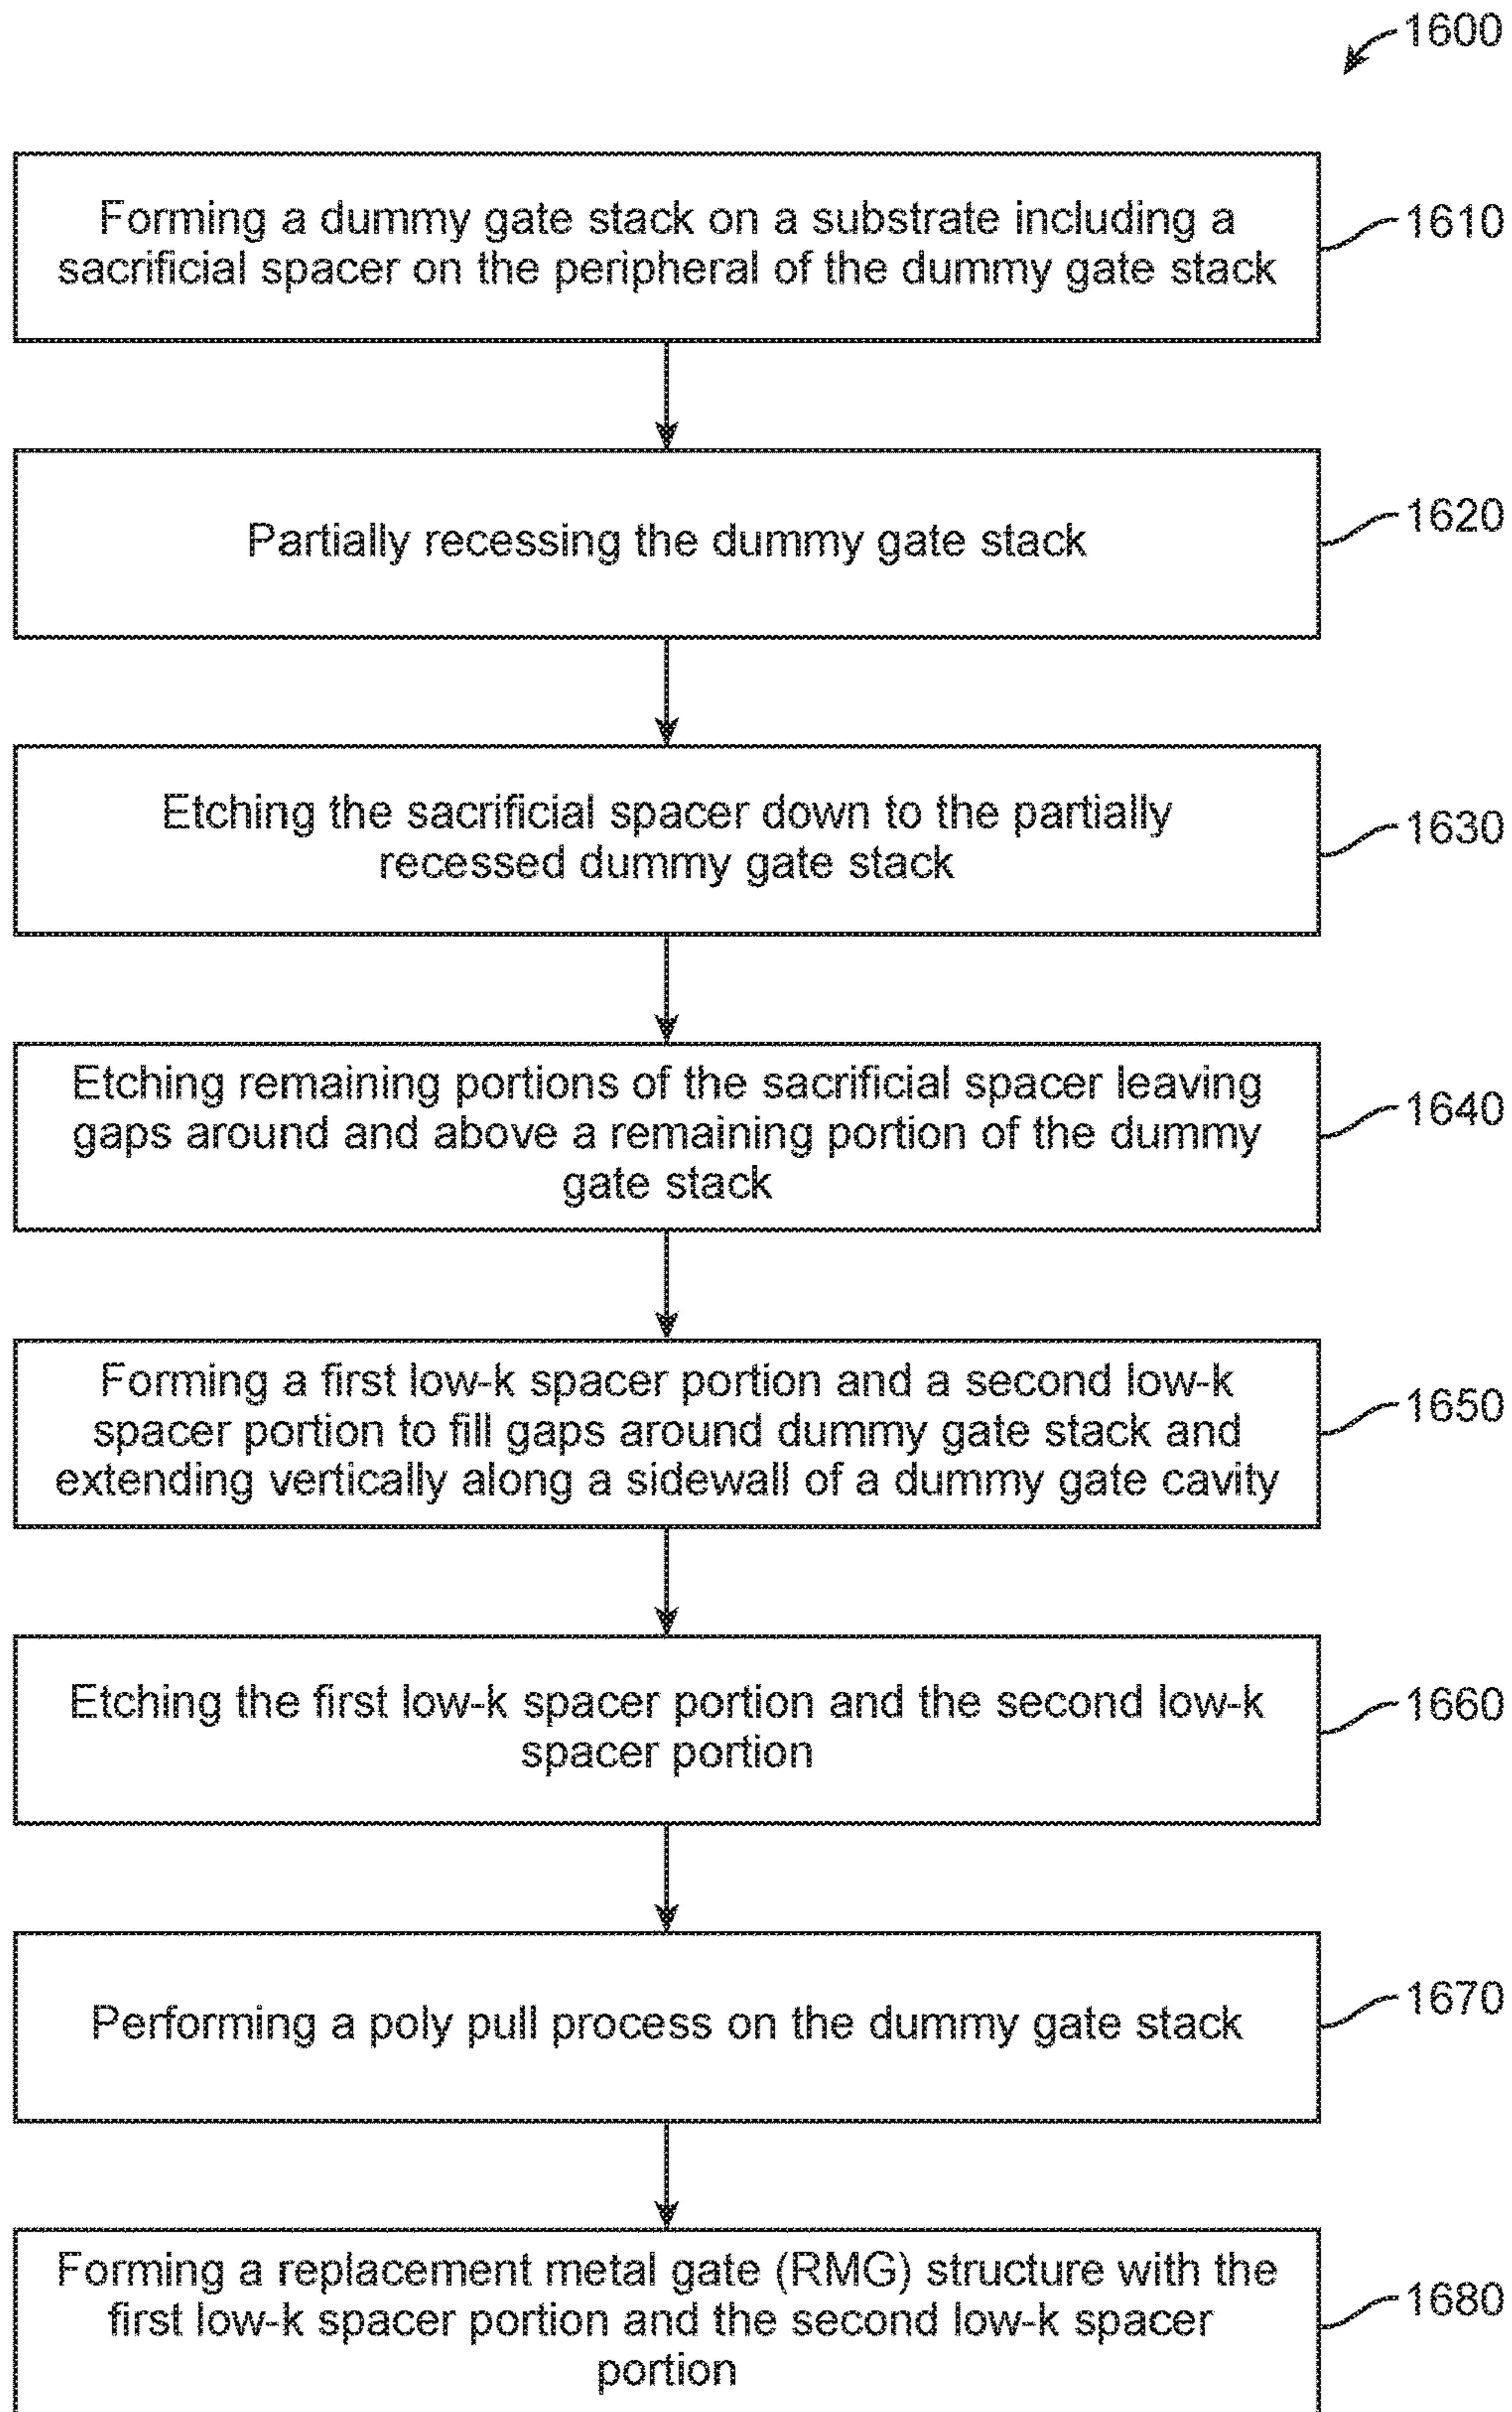 1600
Forming a dummy gate stack on a substrate including a
sacrificial spacer on the peripheral of the dummy gate stack
1610
Partially recessing the dummy gate stack
1620
Etching the sacrificial spacer down to the partially
recessed dummy gate stack
1630
Etching remaining portions of the sacrificial spacer leaving
gaps around and above a remaining portion of the dummy
gate stack
1640
Forming a first low-k spacer portion and a second low-k
spacer portion to fill gaps around dummy gate stack and
extending vertically along a sidewall of a dummy gate cavity
1650
Etching the first low-k spacer portion and the second low-k
spacer portion
1660
Performing a poly pull process on the dummy gate stack
1670
Forming a replacement metal gate (RMG) structure with the
first low-k spacer portion and the second low-k spacer
portion
1680